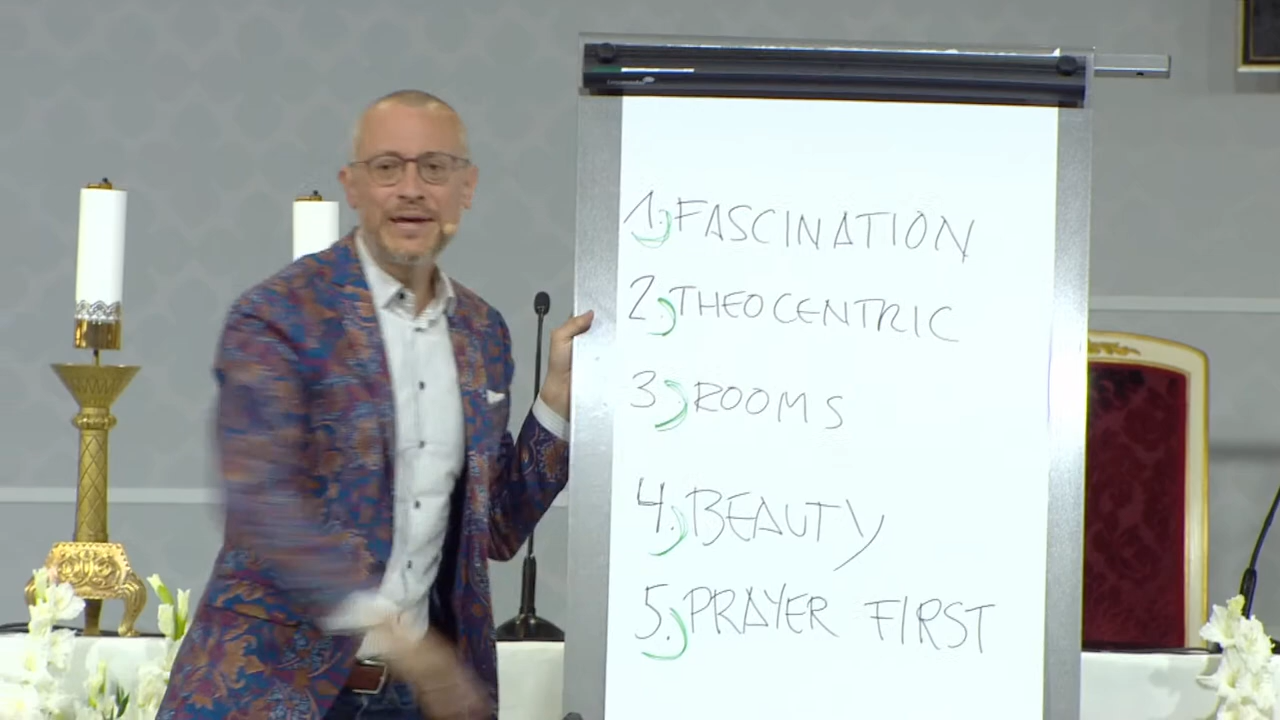 1. FASCINATION
2. THEOCENTRIC
3. ROOMS
4. BEAUTY
5. PRAYER FIRST